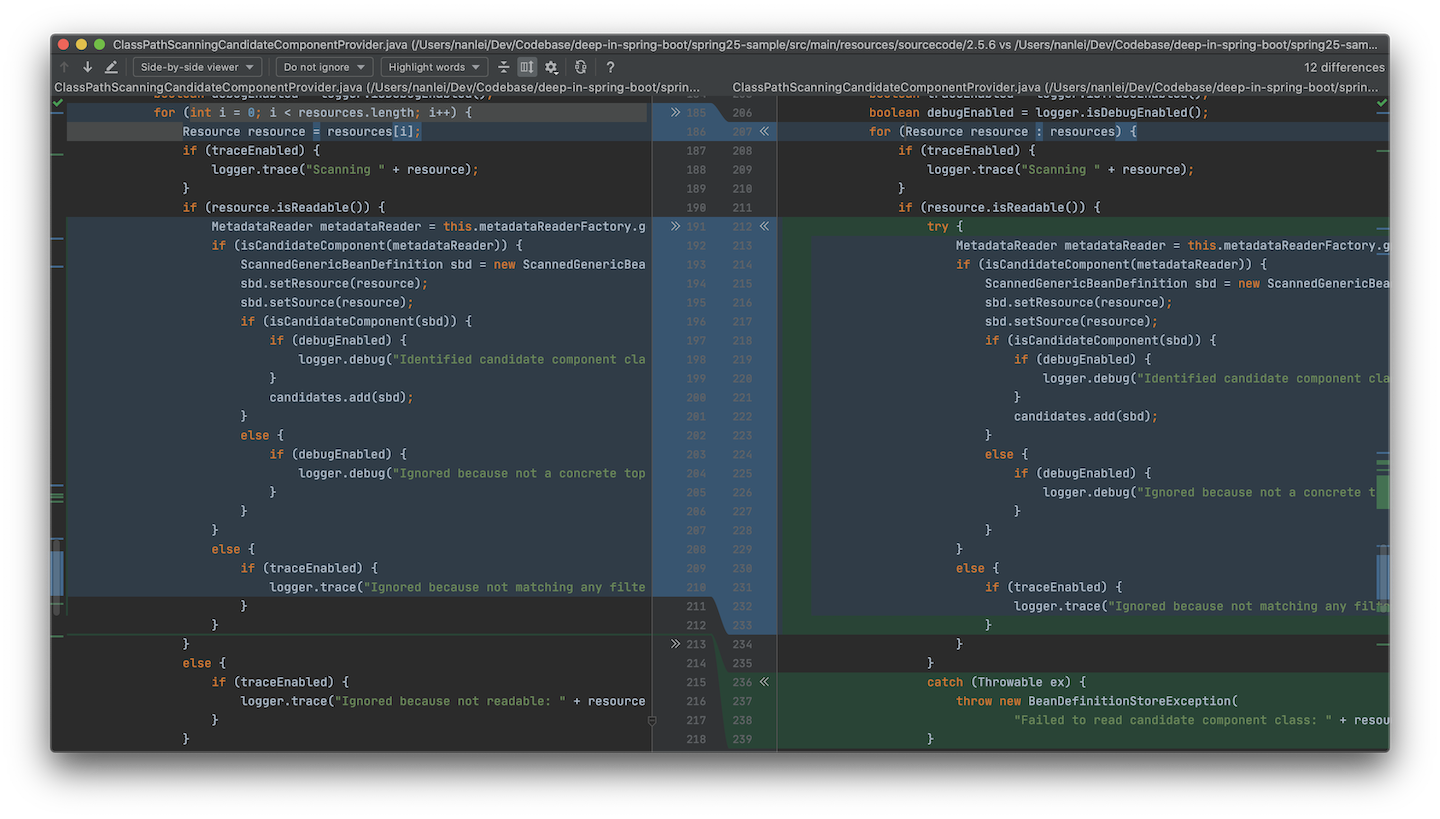 ClassPathScanningCandidateComponentProvider.java (/Users/nanlei/Dev/Codebase/deep-in-spring-boot/spring25-sample/src/main/resources/sourcecode/2.5.6 vs /Users/nanlei/Dev/Codebase/deep-in-spring-boot/spring25-sam...
Side-by-side viewer Do not ignore Highlight words ? 12 differences
ClassPathScanningCandidateComponentProvider.java (/Users/nanlei/Dev/Codebase/deep-in-spring-boot/sprin...
ClassPathScanningCandidateComponentProvider.java (/Users/nanlei/Dev/Codebase/deep-in-spring-boot/sprin...
for (int i = 0; i < resources.length; i++) { 185
Resource resource = resources[i]; 186
if (traceEnabled) { 187
logger.trace("Scanning " + resource); 188
} 189
if (resource.isReadable()) { 190
MetadataReader metadataReader = this.metadataReaderFactory.g 191
if (isCandidateComponent(metadataReader)) { 192
ScannedGenericBeanDefinition sbd = new ScannedGenericBea 193
sbd.setResource(resource); 194
sbd.setSource(resource); 195
if (isCandidateComponent(sbd)) { 196
if (debugEnabled) { 197
logger.debug("Identified candidate component cla 198
} 199
candidates.add(sbd); 200
} 201
else { 202
if (debugEnabled) { 203
logger.debug("Ignored because not a concrete top 204
} 205
} 206
} 207
else { 208
if (traceEnabled) { 209
logger.trace("Ignored because not matching any filte 210
} 211
} 212
} 213
else { 214
if (traceEnabled) { 215
logger.trace("Ignored because not readable: " + resource 216
} 217
} 218
206 boolean debugEnabled = logger.isDebugEnabled();
207 for (Resource resource : resources) {
208 if (traceEnabled) {
209 logger.trace("Scanning " + resource);
210 }
211 if (resource.isReadable()) {
212 try {
213 MetadataReader metadataReader = this.metadataReaderFactory.g
214 if (isCandidateComponent(metadataReader)) {
215 ScannedGenericBeanDefinition sbd = new ScannedGenericBea
216 sbd.setResource(resource);
217 sbd.setSource(resource);
218 if (isCandidateComponent(sbd)) {
219 if (debugEnabled) {
220 logger.debug("Identified candidate component cla
221 }
222 candidates.add(sbd);
223 }
224 else {
225 if (debugEnabled) {
226 logger.debug("Ignored because not a concrete t
227 }
228 }
229 }
230 else {
231 if (traceEnabled) {
232 logger.trace("Ignored because not matching any filte
233 }
234 }
235 }
236 catch (Throwable ex) {
237 throw new BeanDefinitionStoreException(
238 "Failed to read candidate component class: " + resou
239 }